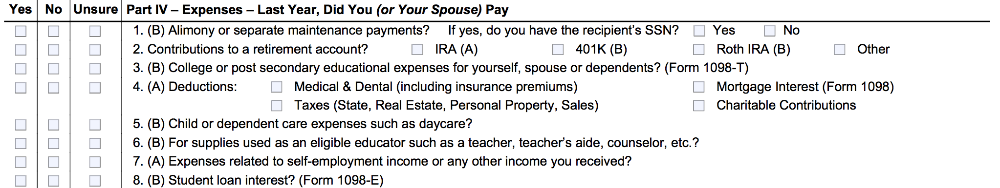 Yes No Unsure Part IV – Expenses – Last Year, Did You (or Your Spouse) Pay
1. (B) Alimony or separate maintenance payments? If yes, do you have the recipient’s SSN? Yes No
2. Contributions to a retirement account? IRA (A) 401K (B) Roth IRA (B) Other
3. (B) College or post secondary educational expenses for yourself, spouse or dependents? (Form 1098-T)
4. (A) Deductions: Medical & Dental (including insurance premiums) Mortgage Interest (Form 1098)
Taxes (State, Real Estate, Personal Property, Sales) Charitable Contributions
5. (B) Child or dependent care expenses such as daycare?
6. (B) For supplies used as an eligible educator such as a teacher, teacher’s aide, counselor, etc.?
7. (A) Expenses related to self-employment income or any other income you received?
8. (B) Student loan interest? (Form 1098-E)